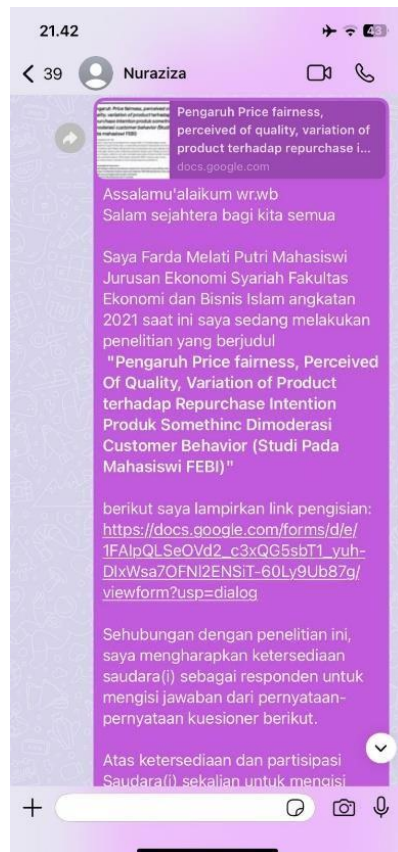 21.42
43
39 Nuraziza
Pengaruh Price fairness,
perceived of quality, variation of
product terhadap repurchase i...
docs.google.com
Assalamu'alaikum wr.wb
Salam sejahtera bagi kita semua
Saya Farda Melati Putri Mahasiswi
Jurusan Ekonomi Syariah Fakultas
Ekonomi dan Bisnis Islam angkatan
2021 saat ini saya sedang melakukan
penelitian yang berjudul
"Pengaruh Price fairness, Perceived
Of Quality, Variation of Product
terhadap Repurchase Intention
Produk Somethinc Dimoderasi
Customer Behavior (Studi Pada
Mahasiswi FEBI)"
berikut saya lampirkan link pengisian:
https://docs.google.com/forms/d/e/
1FAIpQLSeOVd2_c3xQG5sbT1_yuh-
DIxWsa7OFNI2ENSiT-60Ly9Ub87g/
viewform?usp=dialog
Sehubungan dengan penelitian ini,
saya mengharapkan ketersediaan
saudara(i) sebagai responden untuk
mengisi jawaban dari pernyataan-
pernyataan kuesioner berikut.
Atas ketersediaan dan partisipasi
Saudara(i) sekalian untuk mengisi